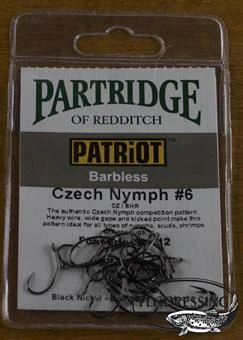 PARTRIDGE
OF REDDITCH
PATRIOT™
Barbless
Czech Nymph #6
CZ / BHR
The authentic Czech Nymph competition pattern.
Heavy wire, wide gape and kicked point make this
pattern ideal for all types of nymphs, scuds, shrimps
Black Nickel
FLYDRESSING